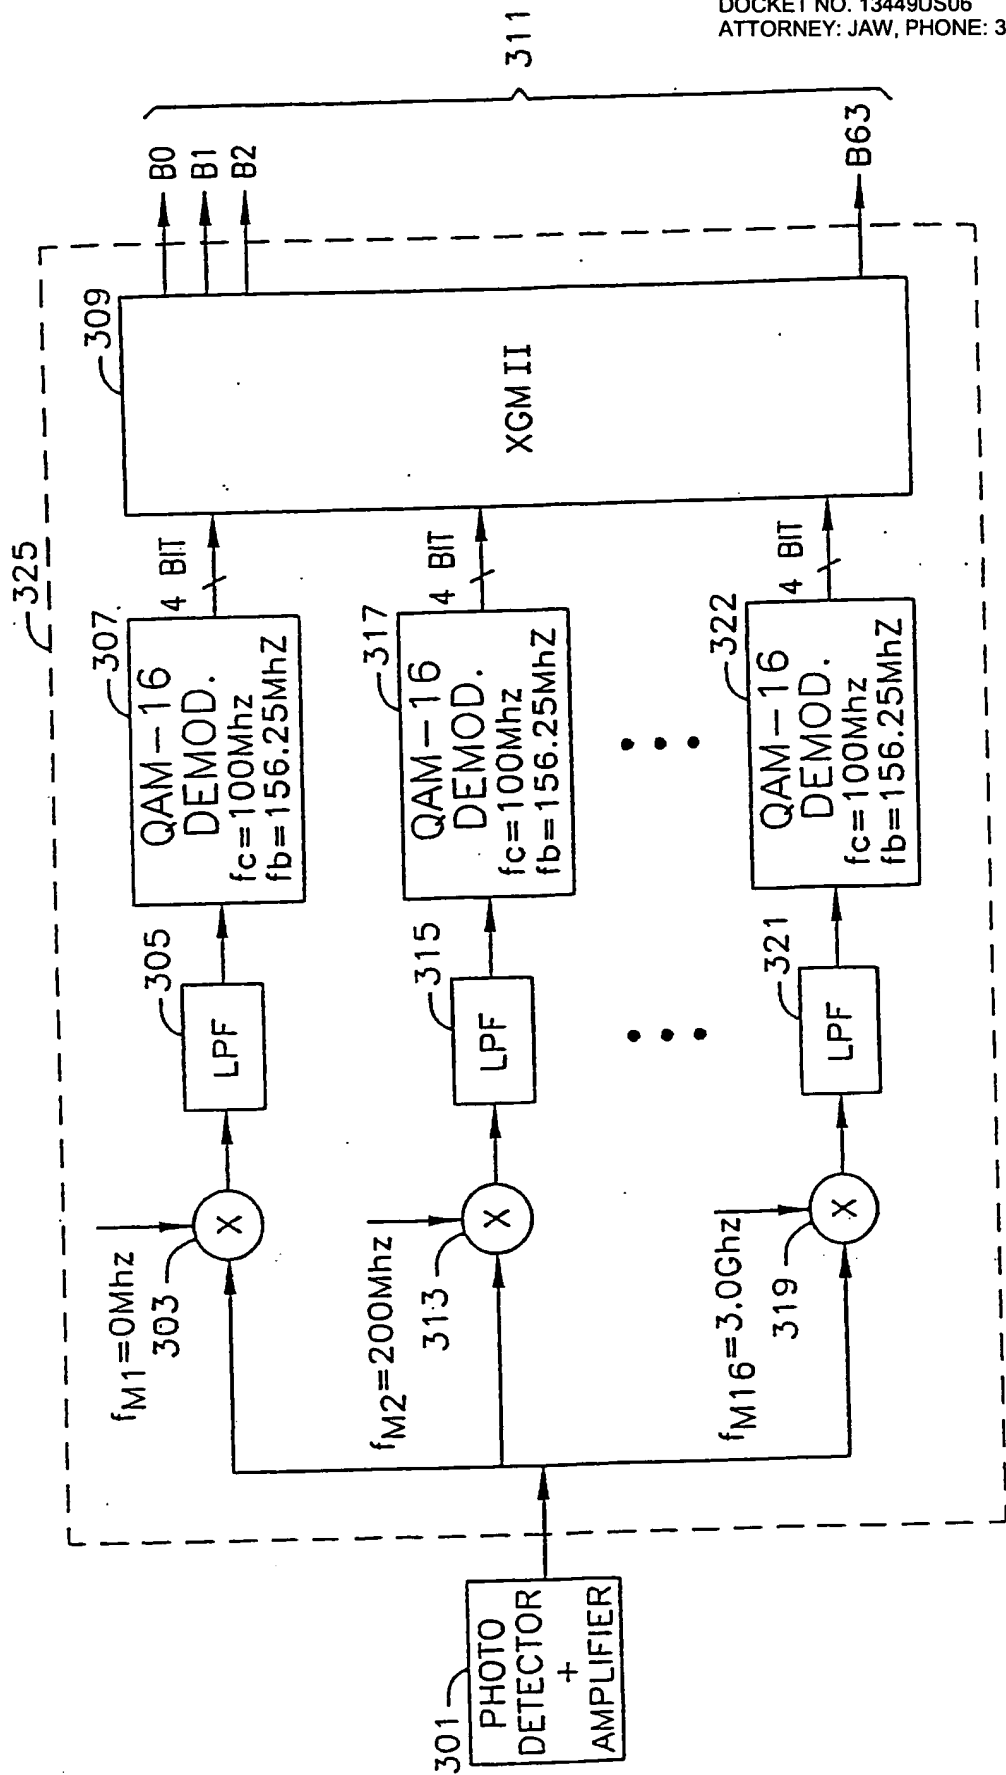 DOCKET NO. 13449US06
ATTORNEY: JAW, PHONE: 3
325
301
PHOTO
DETECTOR
+
AMPLIFIER
fM1=0Mhz
303
X
305
LPF
307
QAM-16
DEMOD.
fc=100Mhz
fb=156.25MhZ
4 BIT
fM2=200Mhz
313
X
315
LPF
317
QAM-16
DEMOD.
fc=100Mhz
fb=156.25MhZ
4 BIT
fM16=3.0Ghz
319
X
321
LPF
322
QAM-16
DEMOD.
fc=100Mhz
fb=156.25MhZ
4 BIT
309
XGM II
B0
B1
B2
B63
311